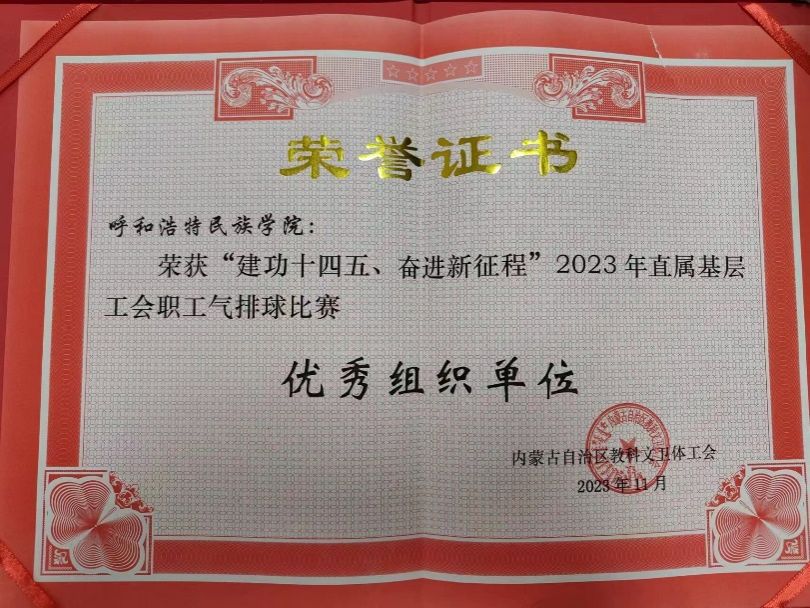 荣誉证书
呼和浩特民族学院：
荣获“建功十四五、奋进新征程”2023年直属基层
工会职工气排球比赛
优秀组织单位
内蒙古自治区教科文卫体工会
2023年11月